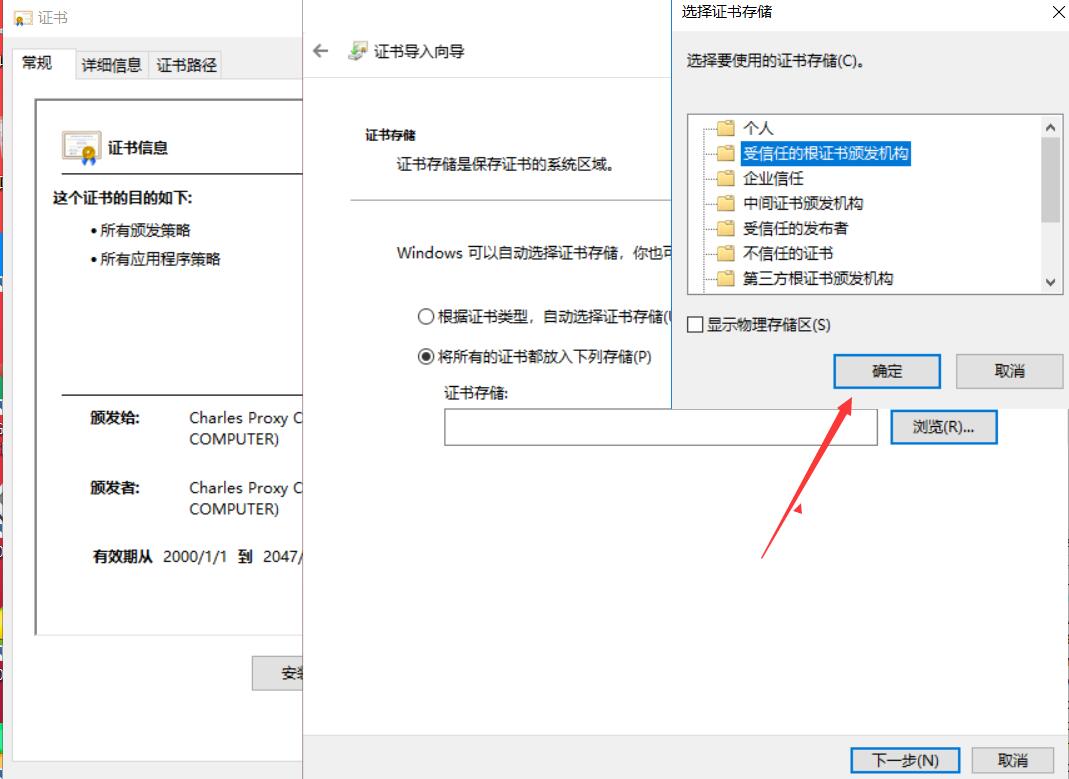 证书
常规
详细信息
证书路径
证书信息
这个证书的目的如下:
• 所有颁发策略
• 所有应用程序策略
颁发给:
Charles Proxy C
COMPUTER)
颁发者:
Charles Proxy C
COMPUTER)
有效期从 2000/1/1 到 2047/
安装
证书导入向导
证书存储
证书存储是保存证书的系统区域。
Windows 可以自动选择证书存储，你也可
根据证书类型，自动选择证书存储(U
将所有的证书都放入下列存储(P)
证书存储:
浏览(R)...
下一步(N)
取消
选择证书存储
选择要使用的证书存储(C)。
个人
受信任的根证书颁发机构
企业信任
中间证书颁发机构
受信任的发布者
不信任的证书
第三方根证书颁发机构
显示物理存储区(S)
确定
取消